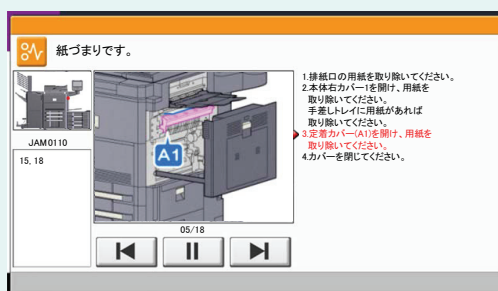 紙づまりです。
JAM0110
15, 18
A1
05/18
1.排紙口の用紙を取り除いてください。
2.本体右カバー1を開け、用紙を
取り除いてください。
手差しトレイに用紙があれば
取り除いてください。
3.定着カバー(A1)を開け、用紙を
取り除いてください。
4.カバーを閉じてください。